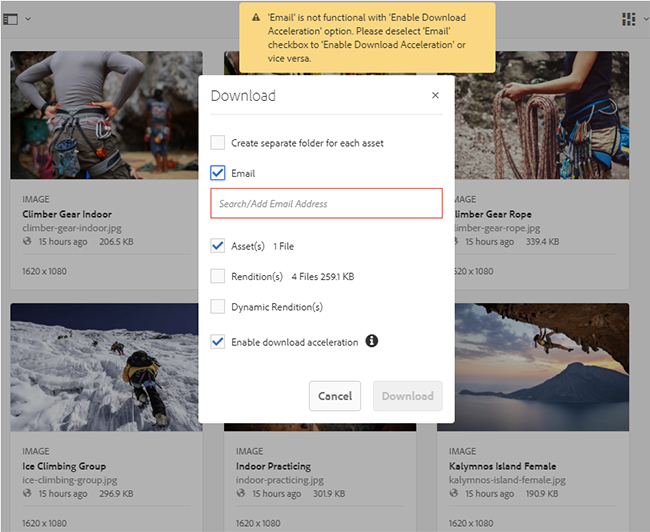 'Email' is not functional with 'Enable Download
Acceleration' option. Please deselect 'Email'
checkbox to 'Enable Download Acceleration' or
vice versa.
Download
Create separate folder for each asset
Email
Search/Add Email Address
Asset(s) 1 File
Rendition(s) 4 Files 259.1 KB
Dynamic Rendition(s)
Enable download acceleration
Cancel
Download
IMAGE
Climber Gear Indoor
climber-gear-indoor.jpg
15 hours ago 206.5 KB
1620 x 1080
IMAGE
Climber Gear Rope
climber-gear-rope.jpg
15 hours ago 339.4 KB
1620 x 1080
IMAGE
Ice Climbing Group
ice-climbing-group.jpg
15 hours ago 296.9 KB
1620 x 1080
IMAGE
Indoor Practicing
indoor-practicing.jpg
15 hours ago 301.9 KB
1620 x 1080
IMAGE
Kalymnos Island Female
kalymnos-island-female.jpg
15 hours ago 190.9 KB
1620 x 1080